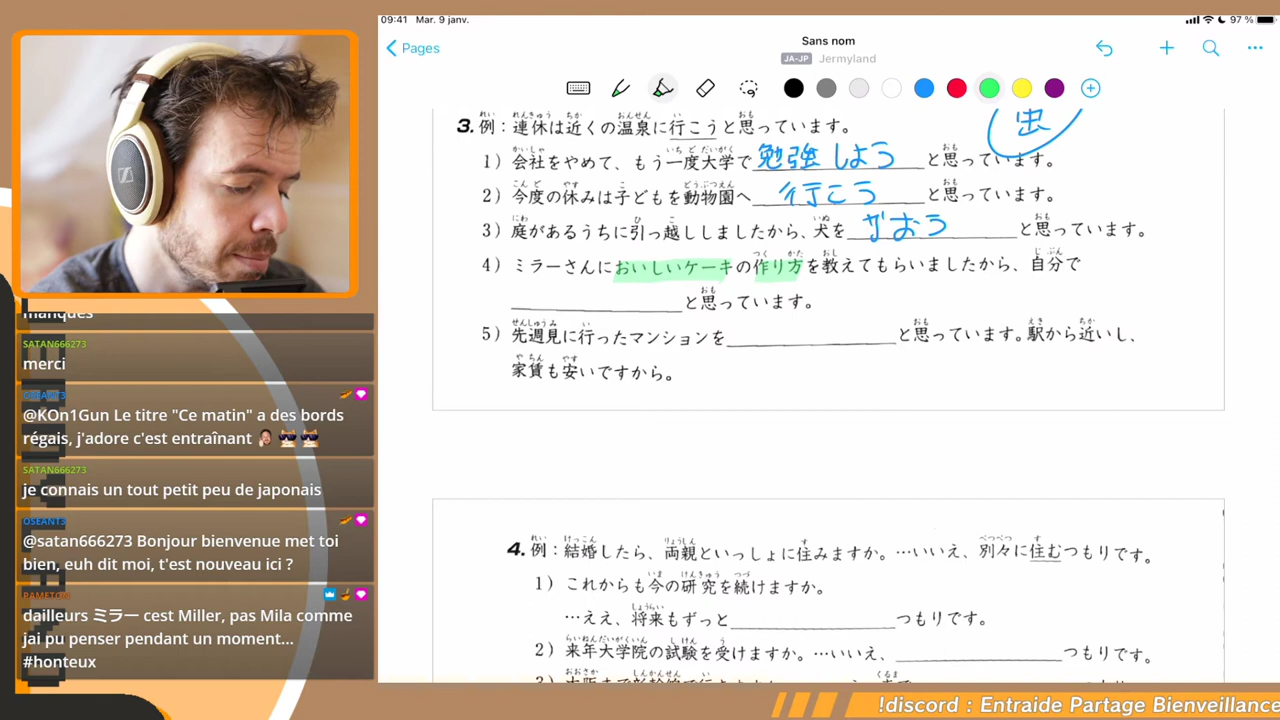 09:41 Mar. 9 janv.
97 %
Pages
Sans nom
JA-JP Jermyland
3. 例：連休は近くの温泉に行こうと思っています。
1）会社をやめて、もう一度大学で 勉強しよう と思っています。
2）今度の休みは子どもを動物園へ 行こう と思っています。
3）庭があるうちに引っ越ししましたから、犬を と思っています。
4）ミラーさんにおいしいケーキの作り方を教えてもらいましたから、自分で
と思っています。
5）先週見に行ったマンションを と思っています。駅から近いし、
家賃も安いですから。
4. 例：結婚したら、両親といっしょに住みますか。…いいえ、別々に住むつもりです。
1）これからも今の研究を続けますか。
…ええ、将来もずっと つもりです。
2）来年大学院の試験を受けますか。…いいえ、 つもりです。
manques
SATAN666273
merci
@KOn1Gun Le titre "Ce matin" a des bords
régais, j'adore c'est entraînant
SATAN666273
je connais un tout petit peu de japonais
OSEANT3
@satan666273 Bonjour bienvenue met toi
bien, euh dit moi, t'est nouveau ici ?
dailleurs ミラー cest Miller, pas Mila comme
jai pu penser pendant un moment...
#honteux
!discord : Entraide Partage Bienveillance